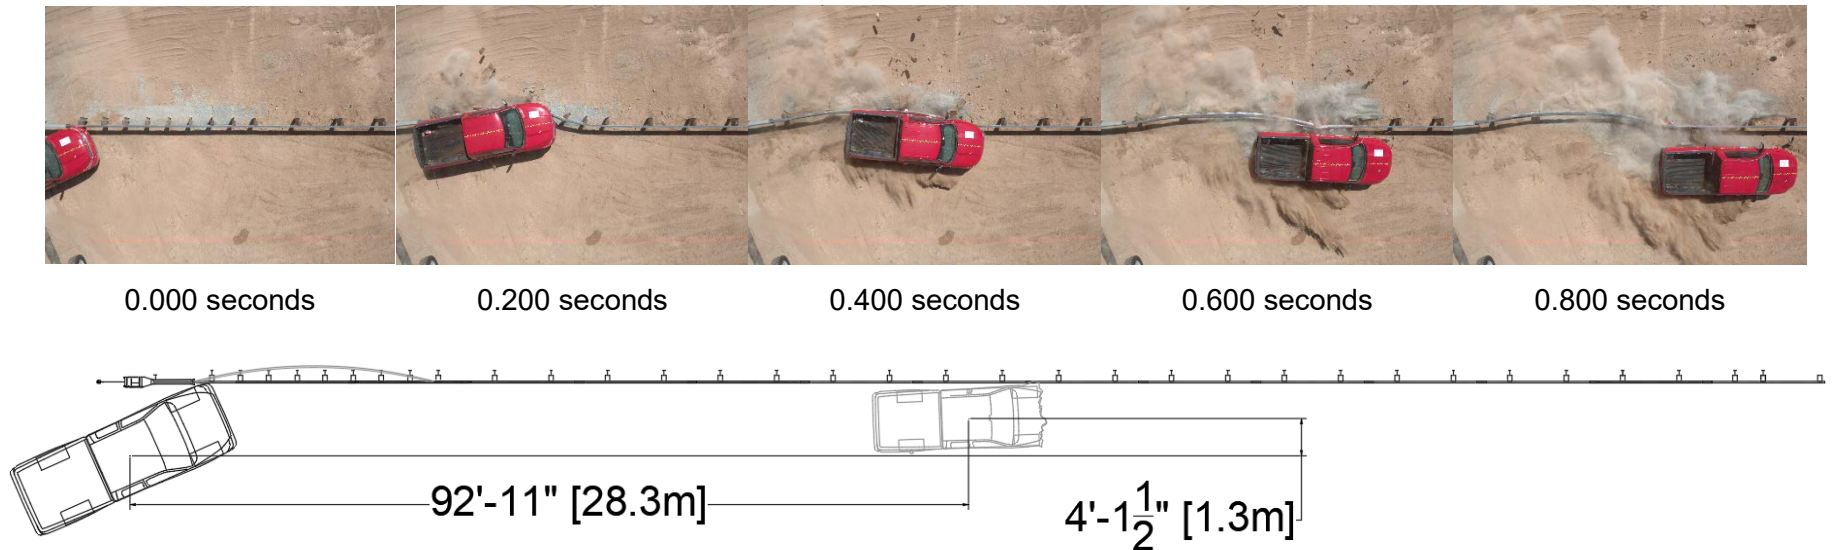 0.000 seconds
0.200 seconds
0.400 seconds
0.600 seconds
0.800 seconds
92'-11" [28.3m]
4'-1 1/2" [1.3m]